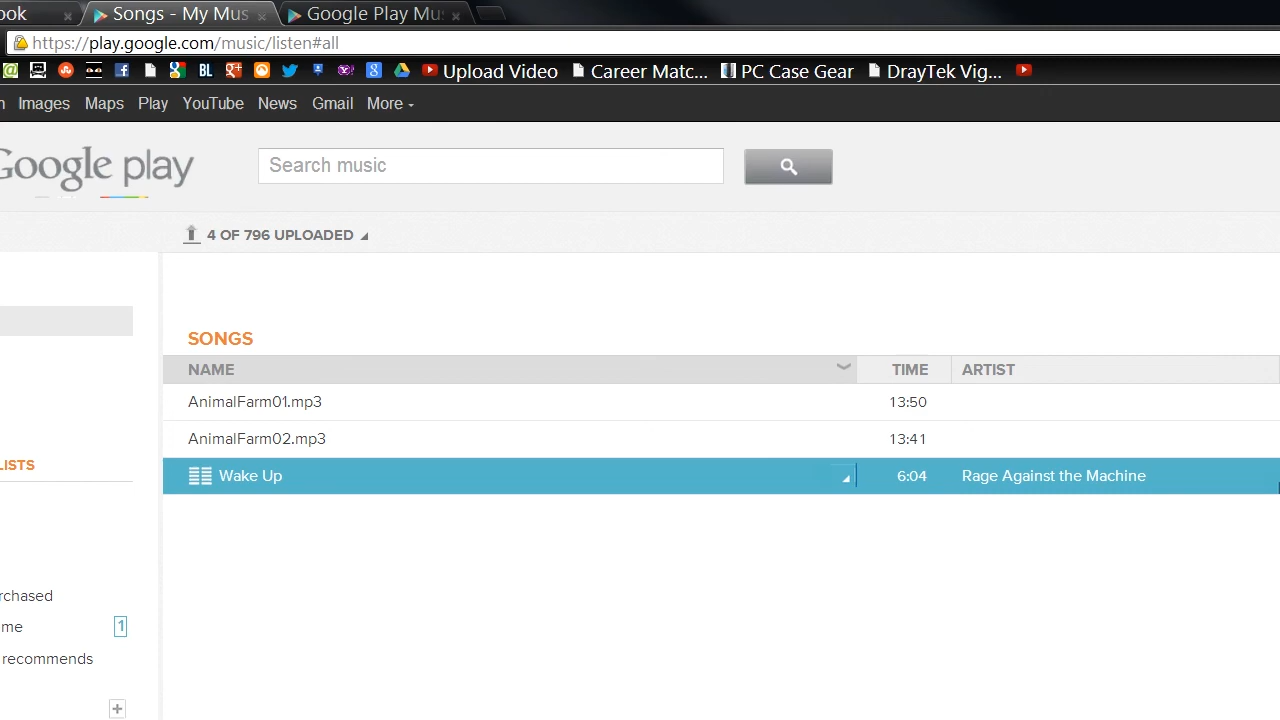 ook Songs - My Mus Google Play Mu
https://play.google.com/music/listen#all
BL Upload Video Career Matc... PC Case Gear DrayTek Vig...
n Images Maps Play YouTube News Gmail More
Google play Search music
4 OF 796 UPLOADED
SONGS
NAME TIME ARTIST
AnimalFarm01.mp3 13:50
AnimalFarm02.mp3 13:41
LISTS
Wake Up 6:04 Rage Against the Machine
rchased
me 1
recommends